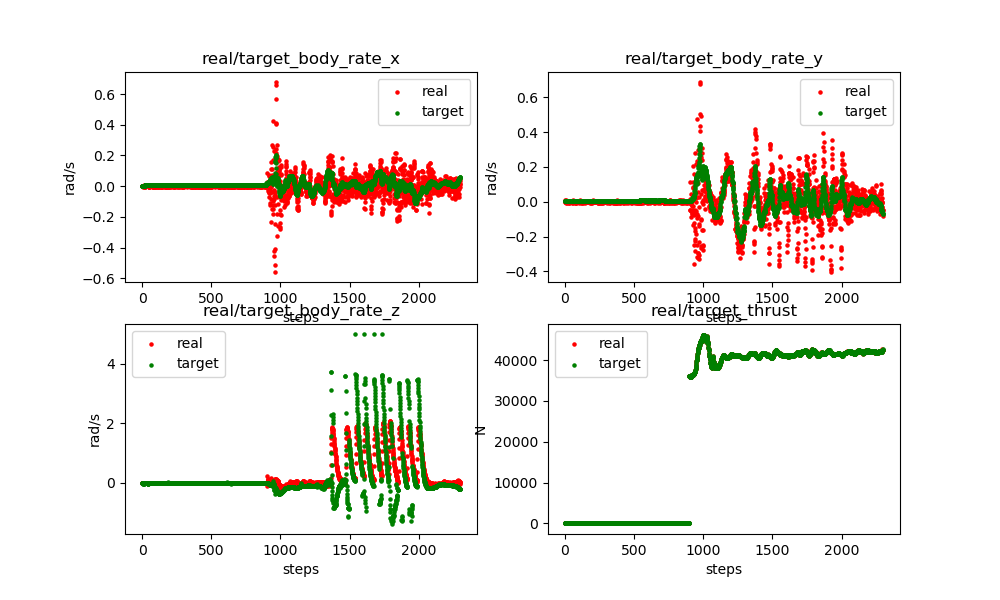 real/target_body_rate_x
rad/s
0.6
0.4
0.2
0.0
−0.2
−0.4
−0.6
real
target
0
500
1000
1500
2000
steps
real/target_body_rate_y
rad/s
0.6
0.4
0.2
0.0
−0.2
−0.4
real
target
0
500
1000
1500
2000
steps
real/target_body_rate_z
rad/s
4
2
0
real
target
0
500
1000
1500
2000
steps
real/target_thrust
N
40000
30000
20000
10000
0
real
target
0
500
1000
1500
2000
steps